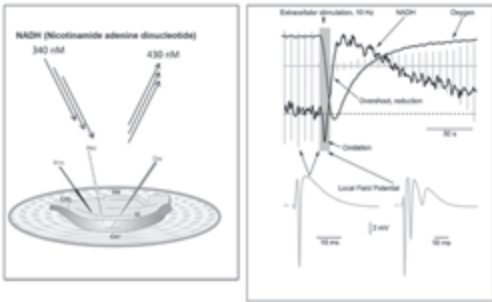 NADH (Nicotinamide adenine dinucleotide)
340 nM
430 nM
Extracellular stimulation, 10 Hz
NADH
Oxygen
Overshoot, reduction
50 s
Oxidation
Local Field Potential
2 mV
10 ms
10 ms